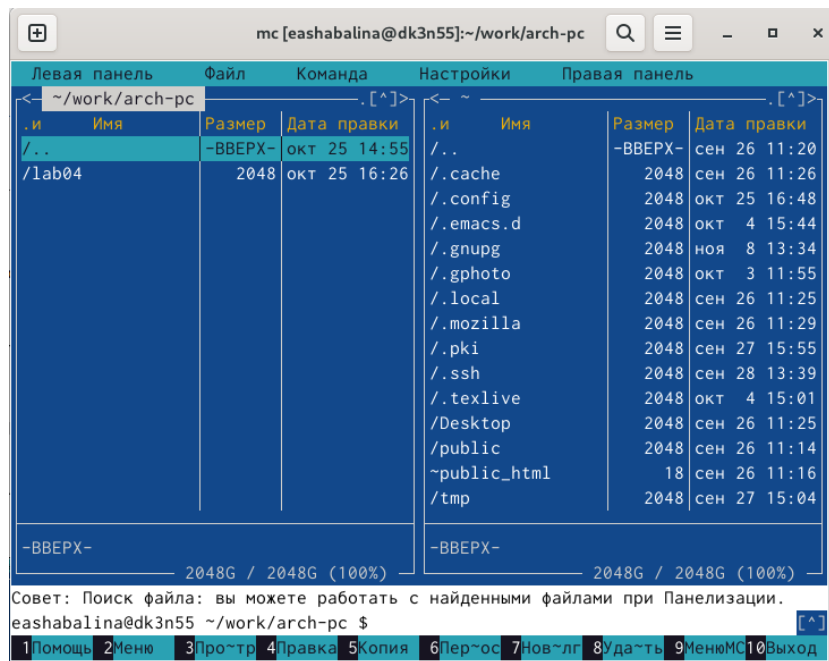 mc [eashabalina@dk3n55]:~/work/arch-pc
Левая панель Файл Команда Настройки Правая панель
<- ~/work/arch-pc .[^]> <- ~ .[^]>
.и Имя Размер Дата правки .и Имя Размер Дата правки
/.. -ВВЕРХ- окт 25 14:55 /.. -ВВЕРХ- сен 26 11:20
/lab04 2048 окт 25 16:26 /.cache 2048 сен 26 11:26
/.config 2048 окт 25 16:48
/.emacs.d 2048 окт 4 15:44
/.gnupg 2048 ноя 8 13:34
/.gphoto 2048 окт 3 11:55
/.local 2048 сен 26 11:25
/.mozilla 2048 сен 26 11:29
/.pki 2048 сен 27 15:55
/.ssh 2048 сен 28 13:39
/.texlive 2048 окт 4 15:01
/Desktop 2048 сен 26 11:25
/public 2048 сен 26 11:14
~public_html 18 сен 26 11:16
/tmp 2048 сен 27 15:04
-ВВЕРХ- -ВВЕРХ-
2048G / 2048G (100%) 2048G / 2048G (100%)
Совет: Поиск файла: вы можете работать с найденными файлами при Панелизации.
eashabalina@dk3n55 ~/work/arch-pc $ [^]
1Помощь 2Меню 3Про~тр 4Правка 5Копия 6Пер~ос 7Нов~лг 8Уда~ть 9МенюMC 10Выход